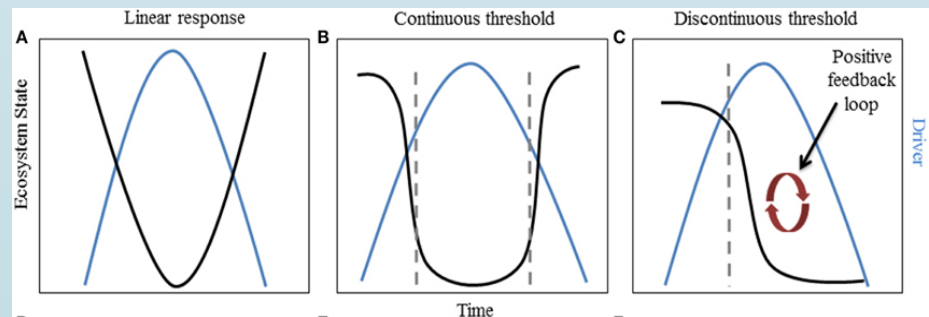 Linear response
Continuous threshold
Discontinuous threshold
A
B
C
Ecosystem State
Positive
feedback
loop
Driver
Time